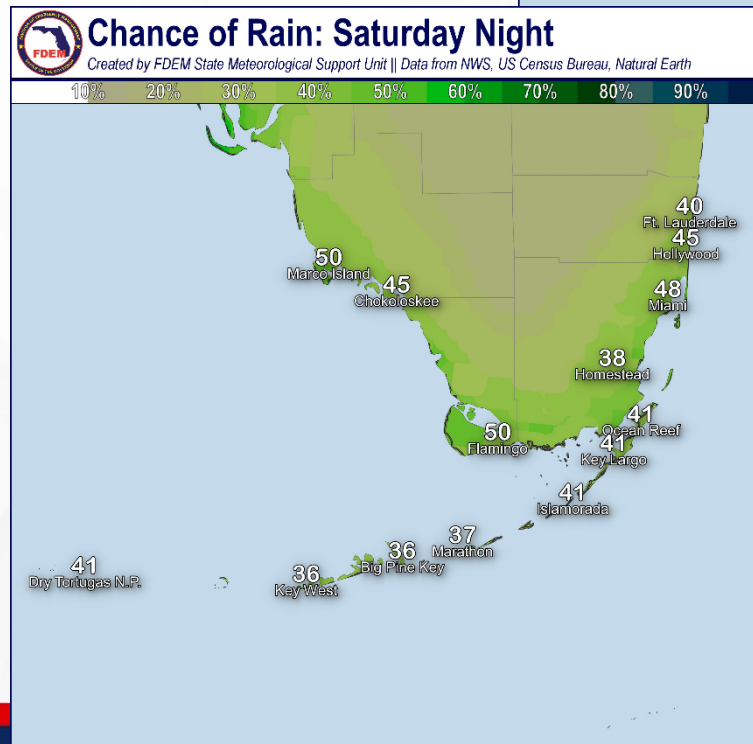 FDEM
Chance of Rain: Saturday Night
Created by FDEM State Meteorological Support Unit || Data from NWS, US Census Bureau, Natural Earth
10% 20% 30% 40% 50% 60% 70% 80% 90%
40
Ft. Lauderdale
45
Hollywood
50
Marco Island
45
Chokoloskee
48
Miami
38
Homestead
41
Ocean Reef
50
Flamingo
41
Key Largo
41
Islamorada
37
Marathon
36
Big Pine Key
41
Dry Tortugas N.P.
36
Key West